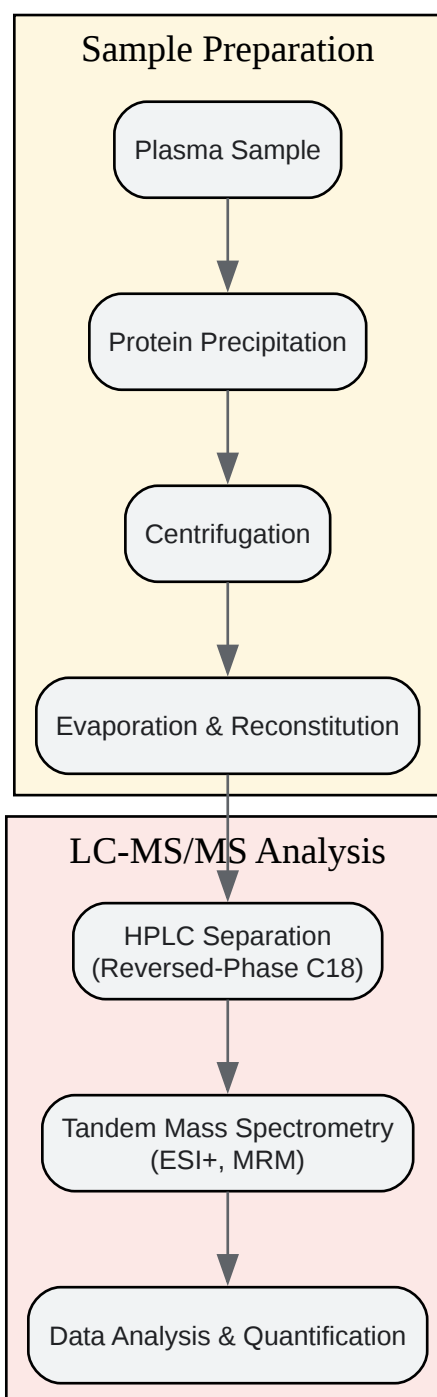 Sample Preparation
Plasma Sample
Protein Precipitation
Centrifugation
Evaporation & Reconstitution
LC-MS/MS Analysis
HPLC Separation
(Reversed-Phase C18)
Tandem Mass Spectrometry
(ESI+, MRM)
Data Analysis & Quantification